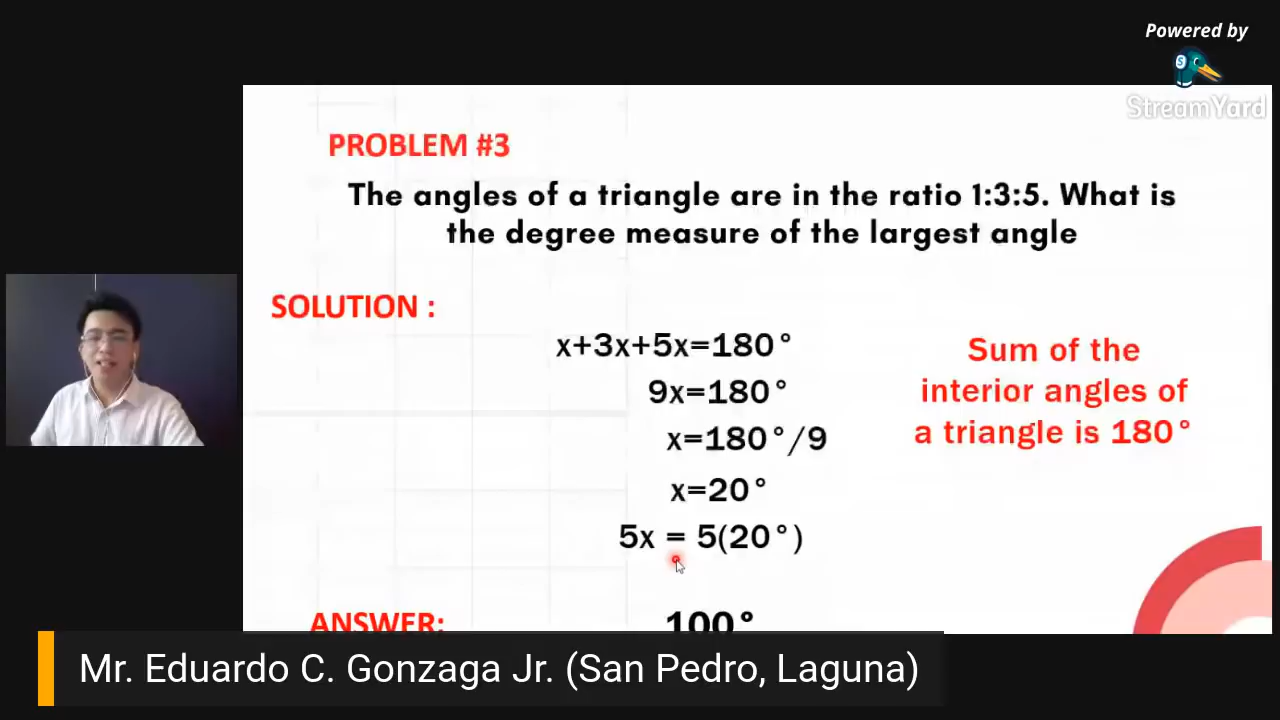 Powered by
StreamYard
PROBLEM #3
The angles of a triangle are in the ratio 1:3:5. What is
the degree measure of the largest angle
SOLUTION :
x+3x+5x=180°
9x=180°
x=180°/9
x=20°
5x = 5(20°)
Sum of the
interior angles of
a triangle is 180°
ANSWER:
100°
Mr. Eduardo C. Gonzaga Jr. (San Pedro, Laguna)